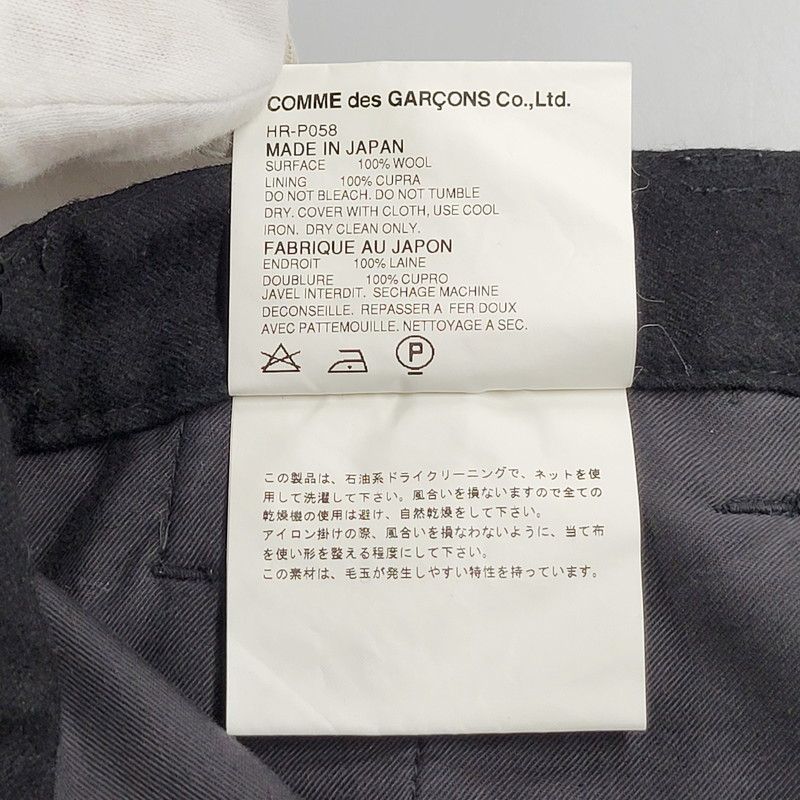 COMME des GARÇONS Co.,Ltd.
HR-P058
MADE IN JAPAN
SURFACE 100% WOOL
LINING 100% CUPRA
DO NOT BLEACH. DO NOT TUMBLE
DRY. COVER WITH CLOTH, USE COOL
IRON. DRY CLEAN ONLY.
FABRIQUE AU JAPON
ENDROIT 100% LAINE
DOUBLURE 100% CUPRO
JAVEL INTERDIT. SECHAGE MACHINE
DECONSEILLE. REPASSER A FER DOUX
AVEC PATTEMOUILLE. NETTOYAGE A SEC.
P
この製品は、石油系ドライクリーニングで、ネットを使
用して洗濯して下さい。風合いを損ないますので全ての
乾燥機の使用は避け、自然乾燥をして下さい。
アイロン掛けの際、風合いを損なわないように、当て布
を使い形を整える程度にして下さい。
この素材は、毛玉が発生しやすい特性を持っています。